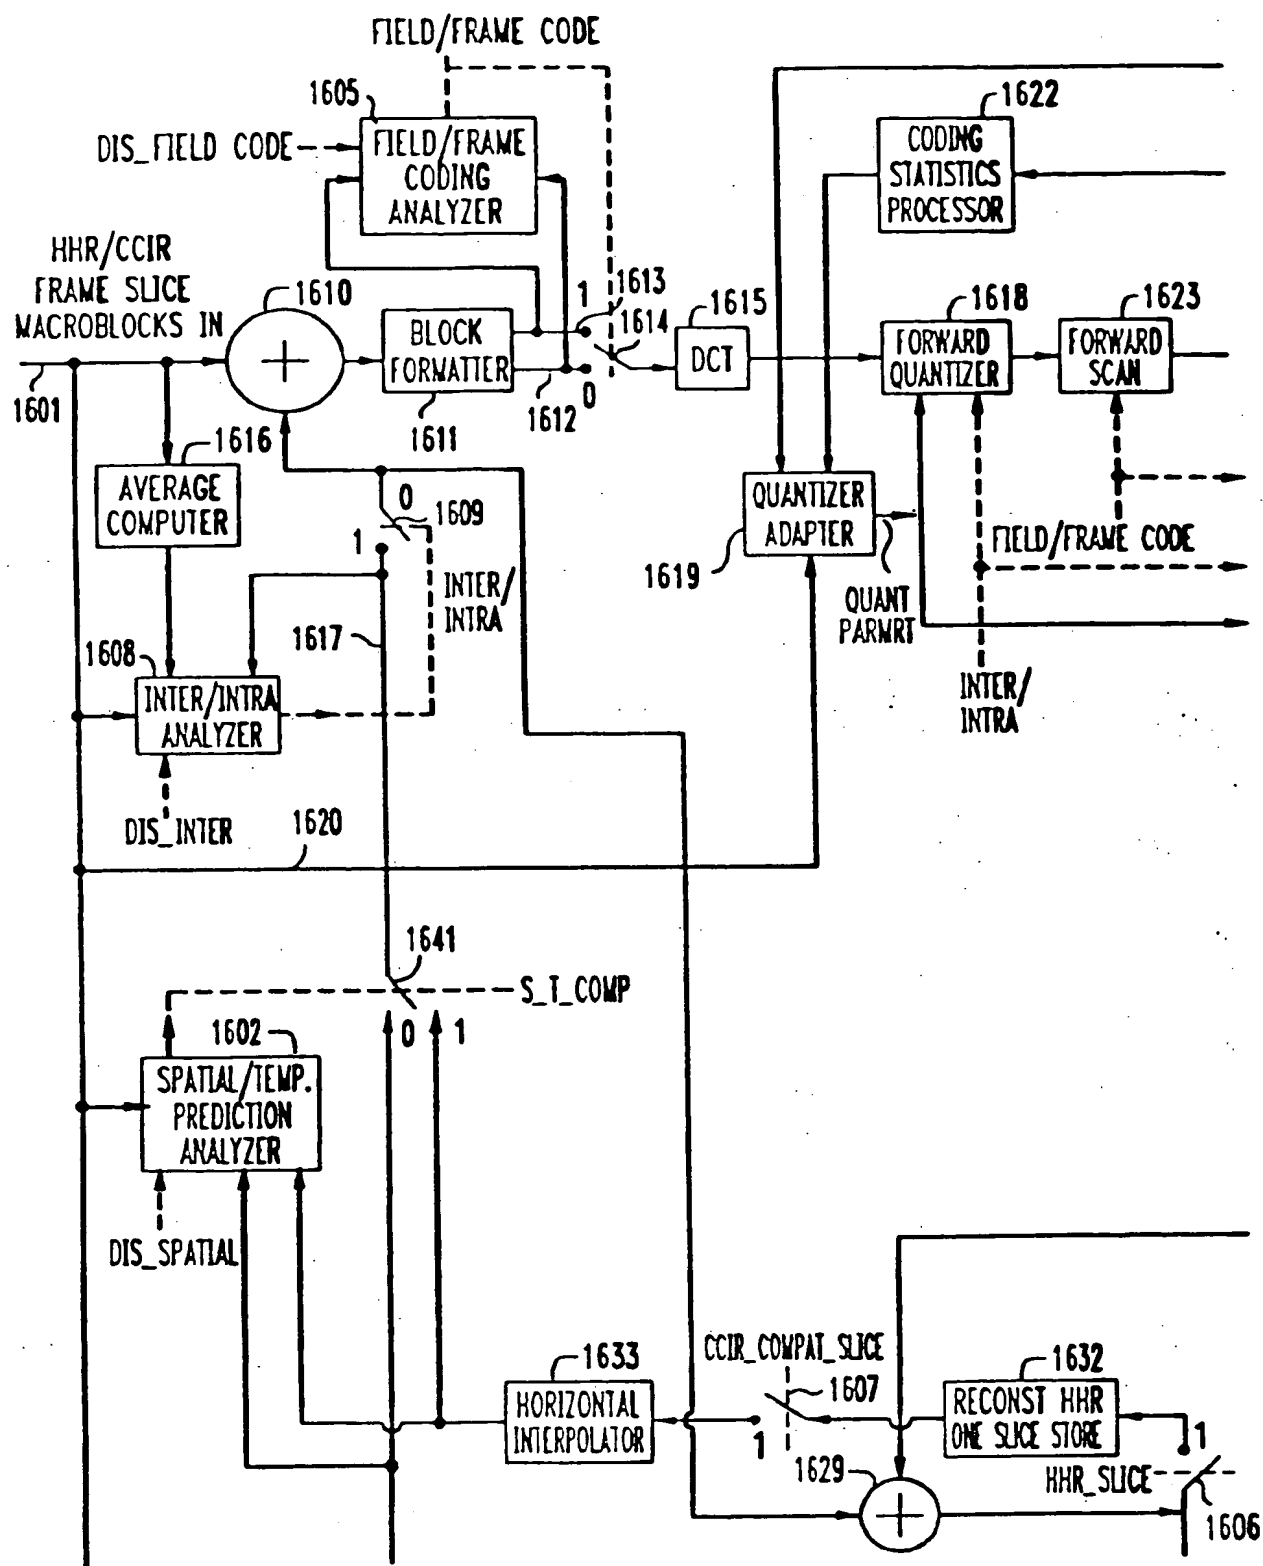 FIELD/FRAME CODE
1605
1622
DIS_FIELD CODE
FIELD/FRAME
CODING
ANALYZER
CODING
STATISTICS
PROCESSOR
HHR/CCIR
FRAME SLICE
MACROBLOCKS IN
1601
1610
+
BLOCK
FORMATTER
1611
1612
1
1613
1614
0
1615
DCT
1618
FORWARD
QUANTIZER
1623
FORWARD
SCAN
1616
AVERAGE
COMPUTER
0
1609
1
INTER/
INTRA
1617
QUANTIZER
ADAPTER
1619
QUANT
PARMRT
FIELD/FRAME CODE
INTER/
INTRA
1608
INTER/INTRA
ANALYZER
DIS_INTER
1620
1641
S_T_COMP
0
1
1602
SPATIAL/TEMP.
PREDICTION
ANALYZER
DIS_SPATIAL
1633
HORIZONTAL
INTERPOLATOR
CCIR_COMPAT_SLICE
1607
1
1632
RECONST HHR
ONE SLICE STORE
1
HHR_SLICE
1606
1629
+